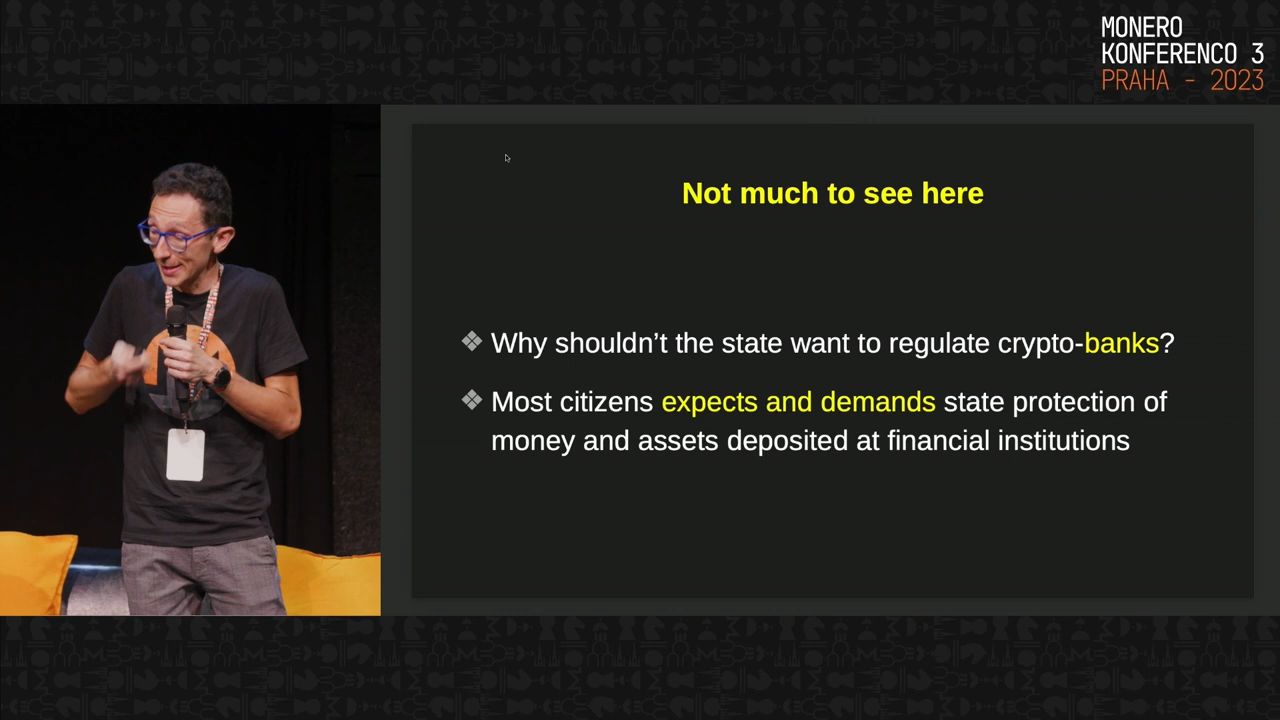 MONERO
KONFERENCO 3
PRAHA - 2023
Not much to see here
❖ Why shouldn’t the state want to regulate crypto-banks?
❖ Most citizens expects and demands state protection of
money and assets deposited at financial institutions